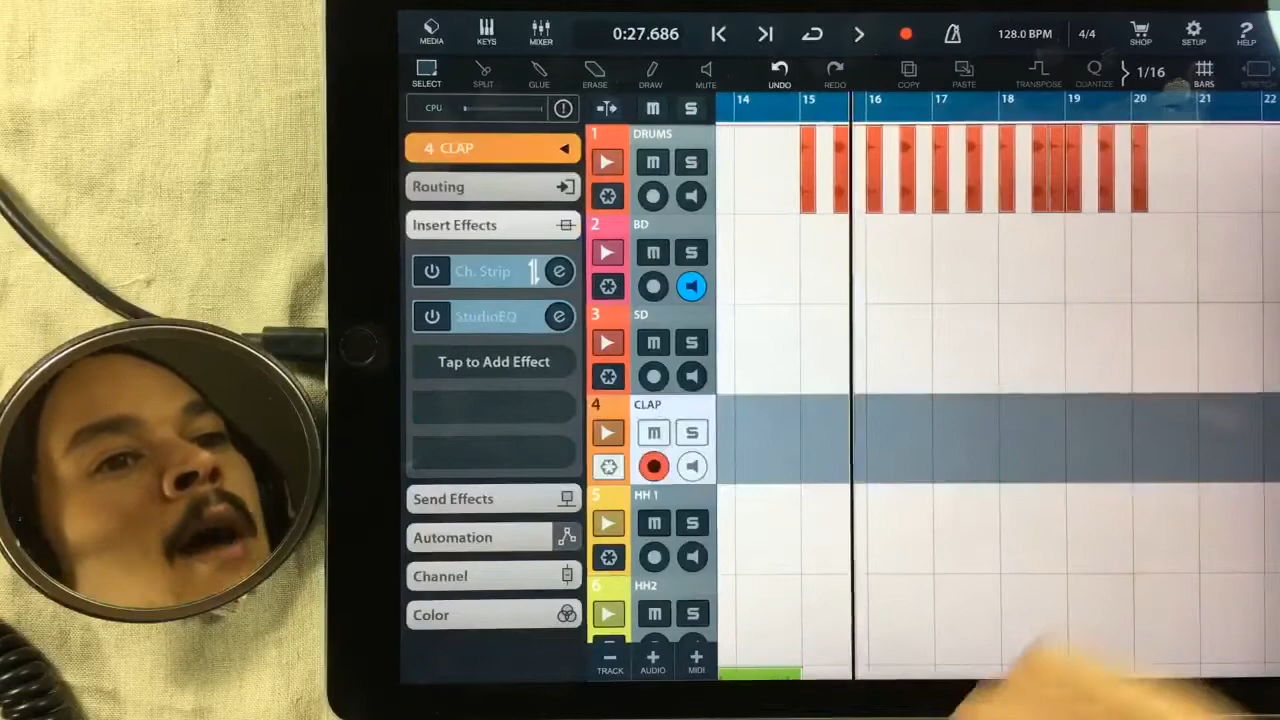 MEDIA KEYS MIXER 0:27.686 128.0 BPM 4/4 SHOP SETUP HELP
SELECT SPLIT GLUE ERASE DRAW MUTE UNDO REDO COPY PASTE TRANSPOSE QUANTIZE 1/16 BARS
CPU M S 14 15 16 17 18 19 20 21 22
4 CLAP
Routing
Insert Effects
Ch. Strip
StudioEQ
Tap to Add Effect
Send Effects
Automation
Channel
Color
1 DRUMS
M S
2 BD
M S
3 SD
M S
4 CLAP
M S
5 HH 1
M S
6 HH2
M S
TRACK AUDIO MIDI